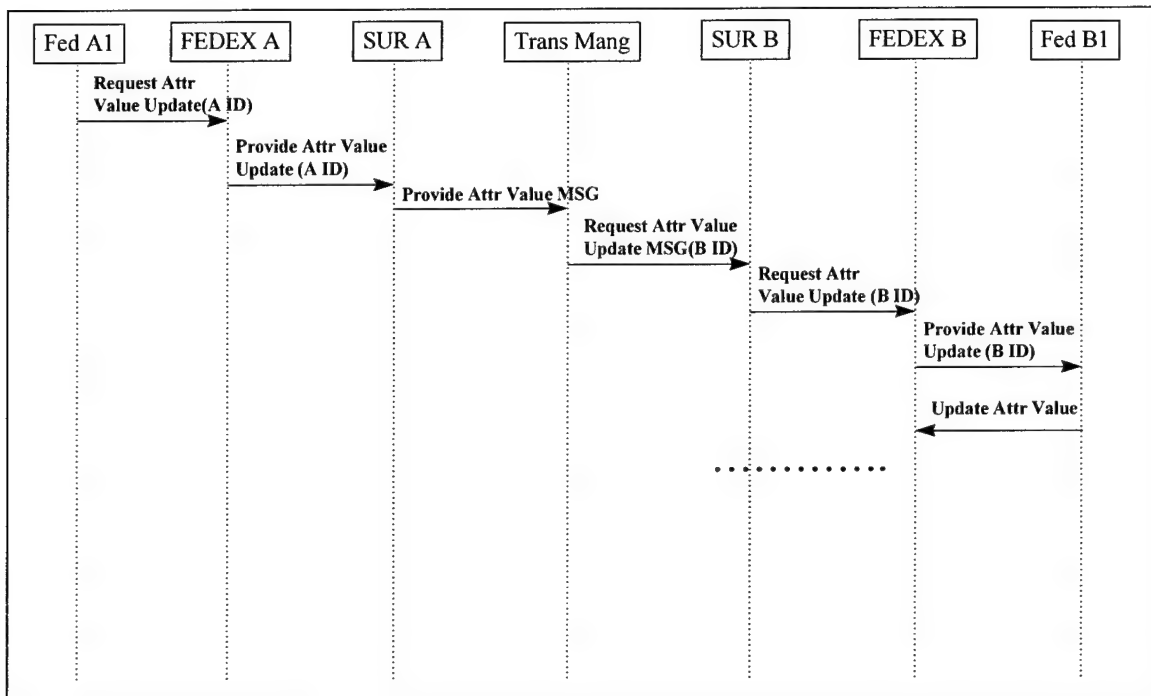 Fed A1 FEDEX A SUR A Trans Mang SUR B FEDEX B Fed B1
Request Attr
Value Update(A ID)
Provide Attr Value
Update (A ID)
Provide Attr Value MSG
Request Attr Value
Update MSG(B ID)
Request Attr
Value Update (B ID)
Provide Attr Value
Update (B ID)
Update Attr Value